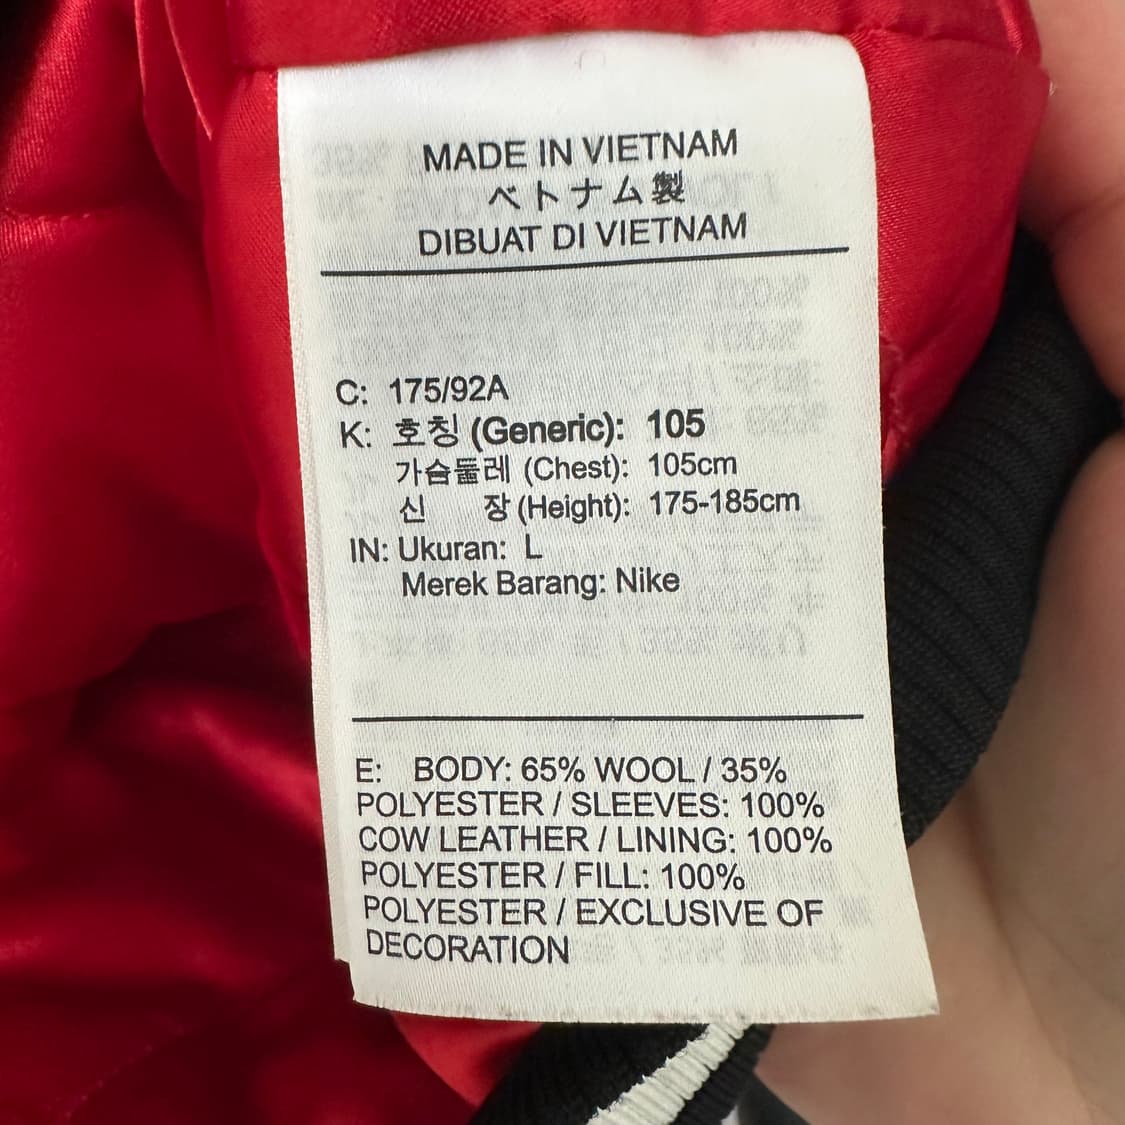 MADE IN VIETNAM
ベトナム製
DIBUAT DI VIETNAM
C: 175/92A
K: 호칭 (Generic): 105
가슴둘레 (Chest): 105cm
신 장 (Height): 175-185cm
IN: Ukuran: L
Merek Barang: Nike
E: BODY: 65% WOOL / 35%
POLYESTER / SLEEVES: 100%
COW LEATHER / LINING: 100%
POLYESTER / FILL: 100%
POLYESTER / EXCLUSIVE OF
DECORATION